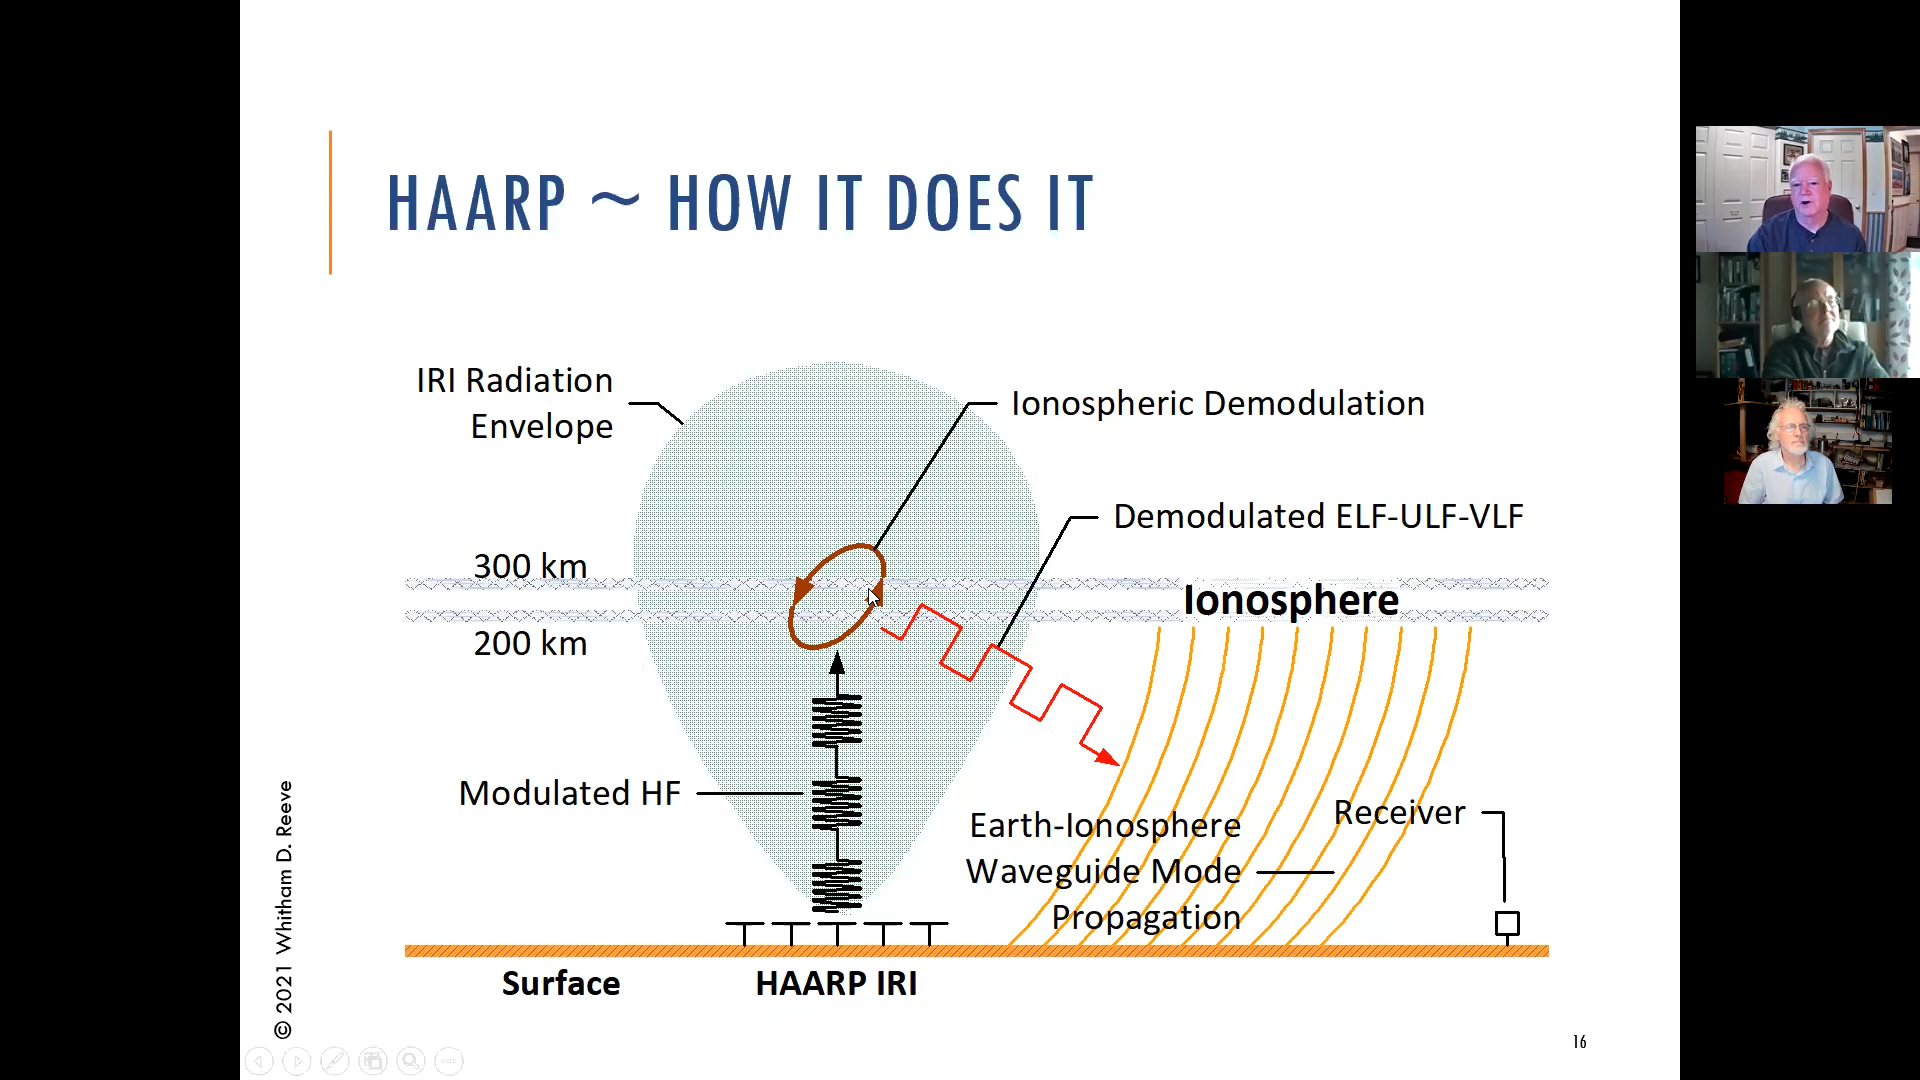 HAARP ~ HOW IT DOES IT
IRI Radiation
Envelope
Ionospheric Demodulation
Demodulated ELF-ULF-VLF
300 km
Ionosphere
200 km
Modulated HF
Earth-Ionosphere
Waveguide Mode
Propagation
Receiver
Surface
HAARP IRI
© 2021 Whitham D. Reeve
16